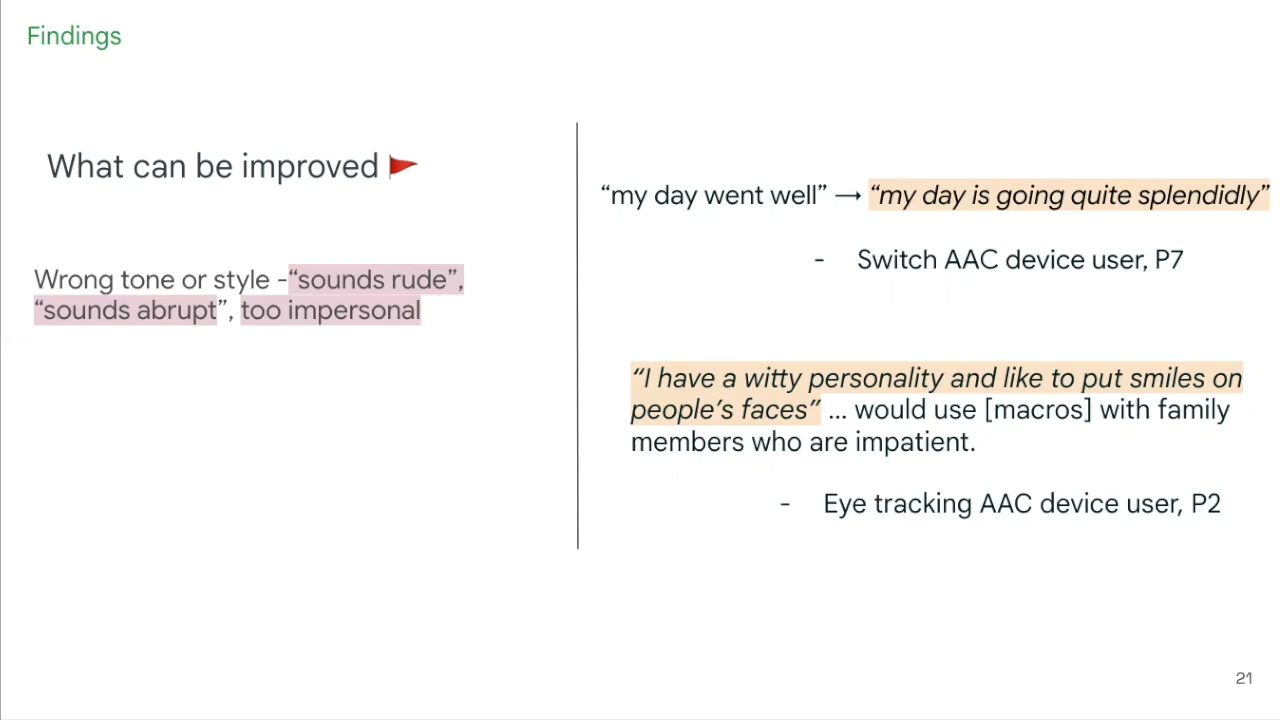 Findings
What can be improved 🚩
Wrong tone or style -“sounds rude”,
“sounds abrupt”, too impersonal
“my day went well” → “my day is going quite splendidly”
- Switch AAC device user, P7
“I have a witty personality and like to put smiles on
people’s faces” ... would use [macros] with family
members who are impatient.
- Eye tracking AAC device user, P2
21